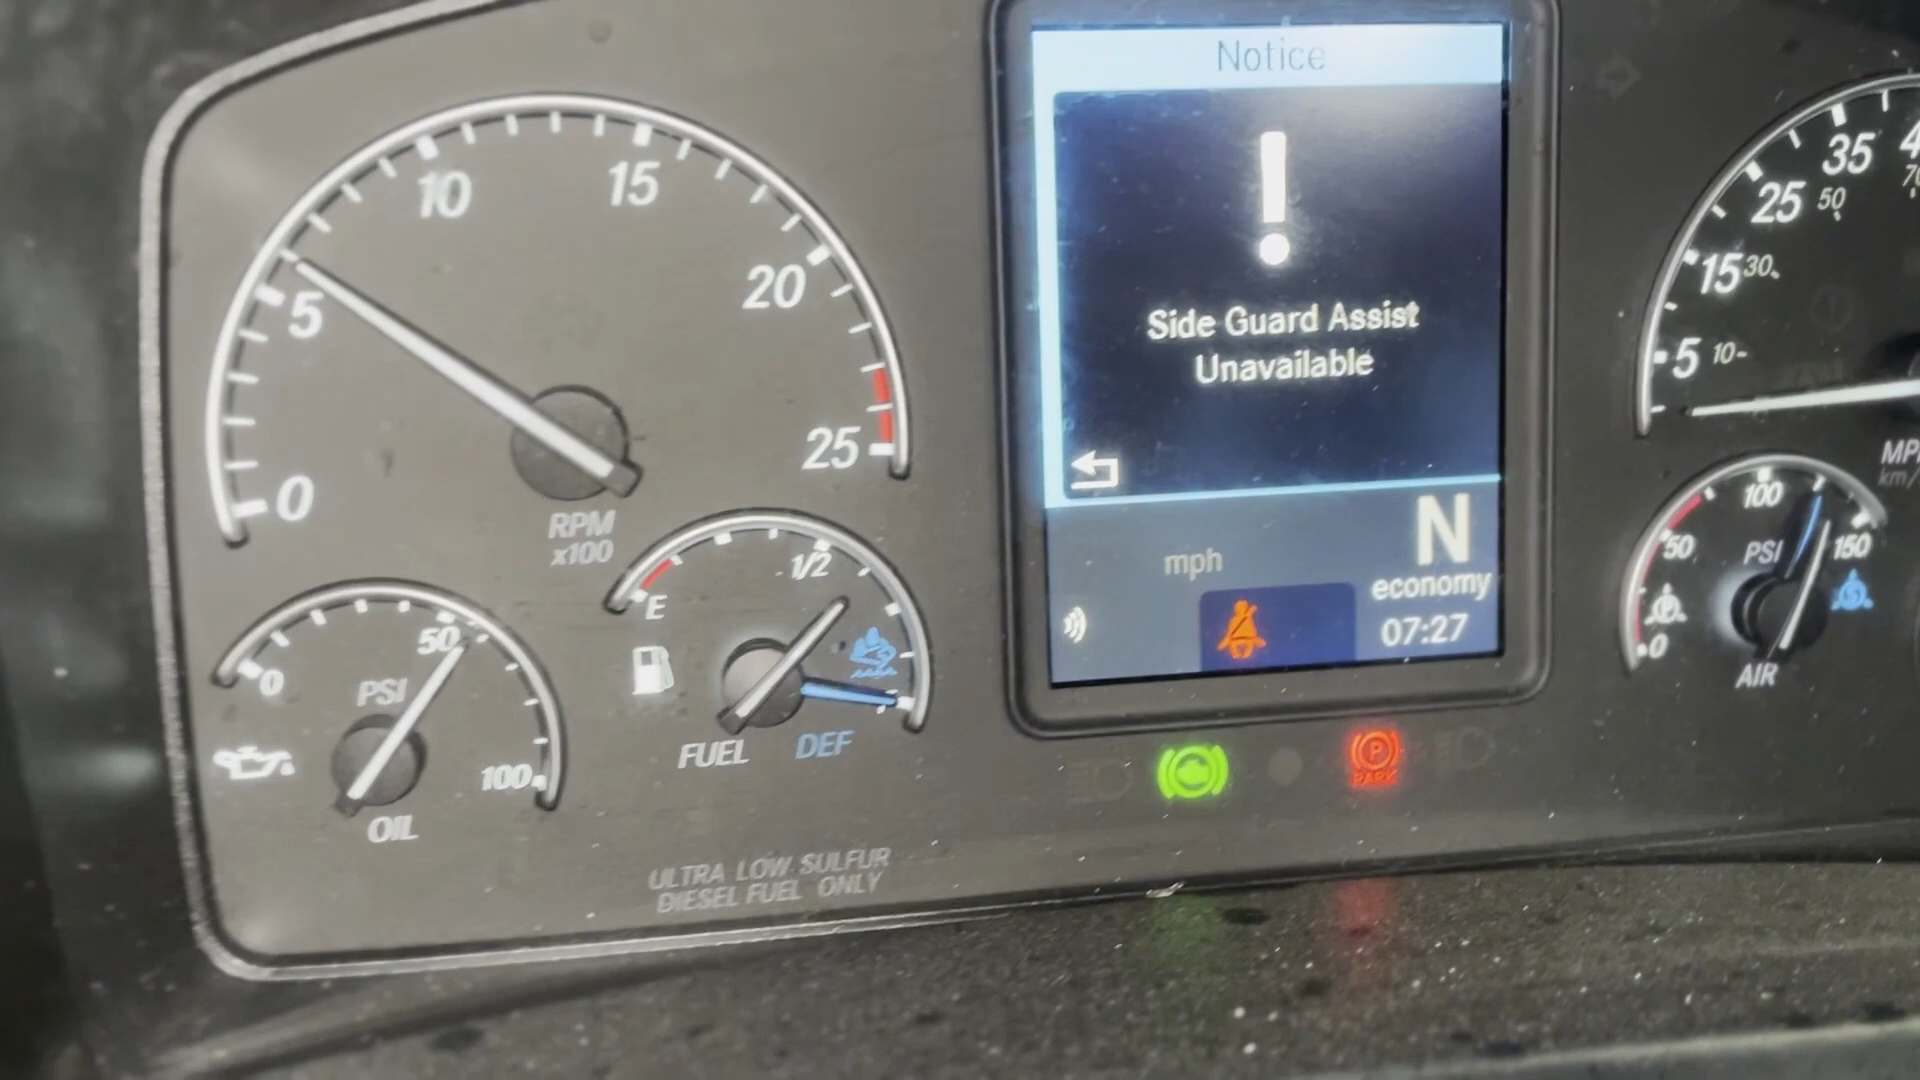 10
15
5
20
0
25
RPM
x100
0
50
PSI
100
OIL
E
1/2
FUEL
DEF
ULTRA LOW SULFUR
DIESEL FUEL ONLY
Notice
!
Side Guard Assist
Unavailable
N
mph
economy
07:27
P
PARK
35
25
50
15
30
5
10
MP
km/
100
50
PSI
150
P
S
0
AIR